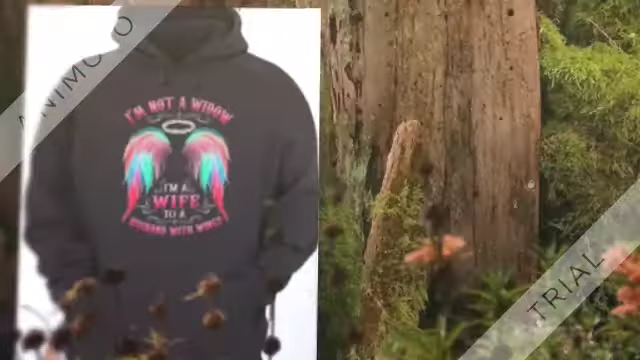 ANIMOTO
I'M NOT A WIDOW
I'M A
WIFE
TO A
HUSBAND WITH WINGS
TRIAL